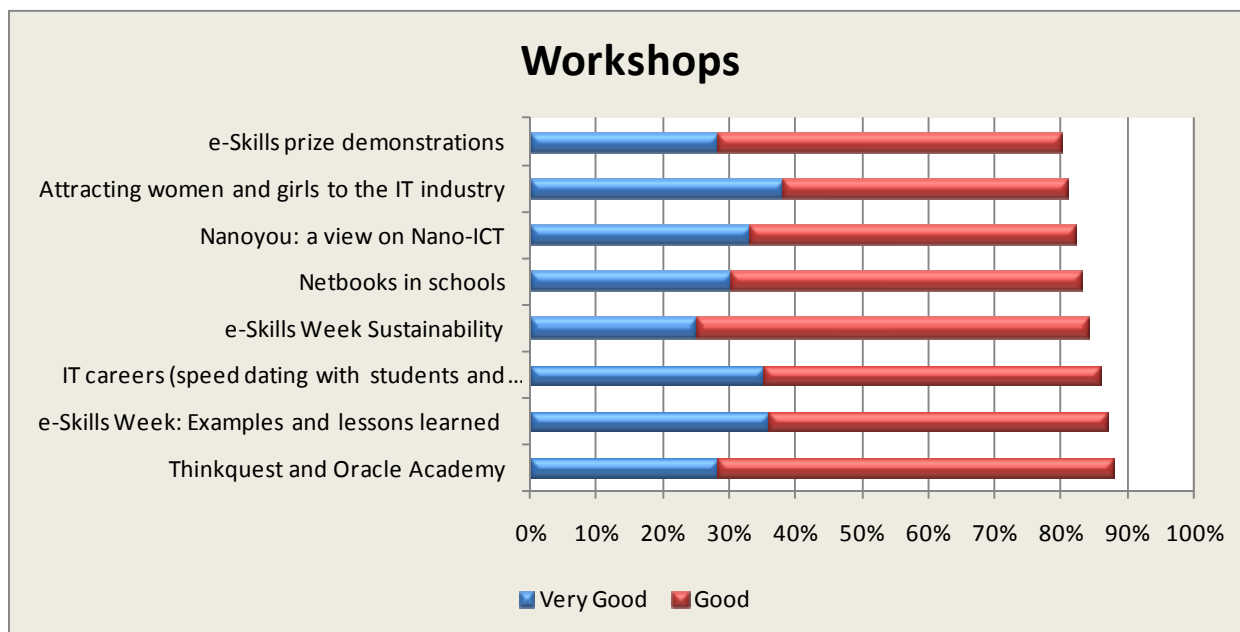 Workshops
e-Skills prize demonstrations
Attracting women and girls to the IT industry
Nanoyou: a view on Nano-ICT
Netbooks in schools
e-Skills Week Sustainability
IT careers (speed dating with students and ...
e-Skills Week: Examples and lessons learned
Thinkquest and Oracle Academy
0% 10% 20% 30% 40% 50% 60% 70% 80% 90% 100%
Very Good Good